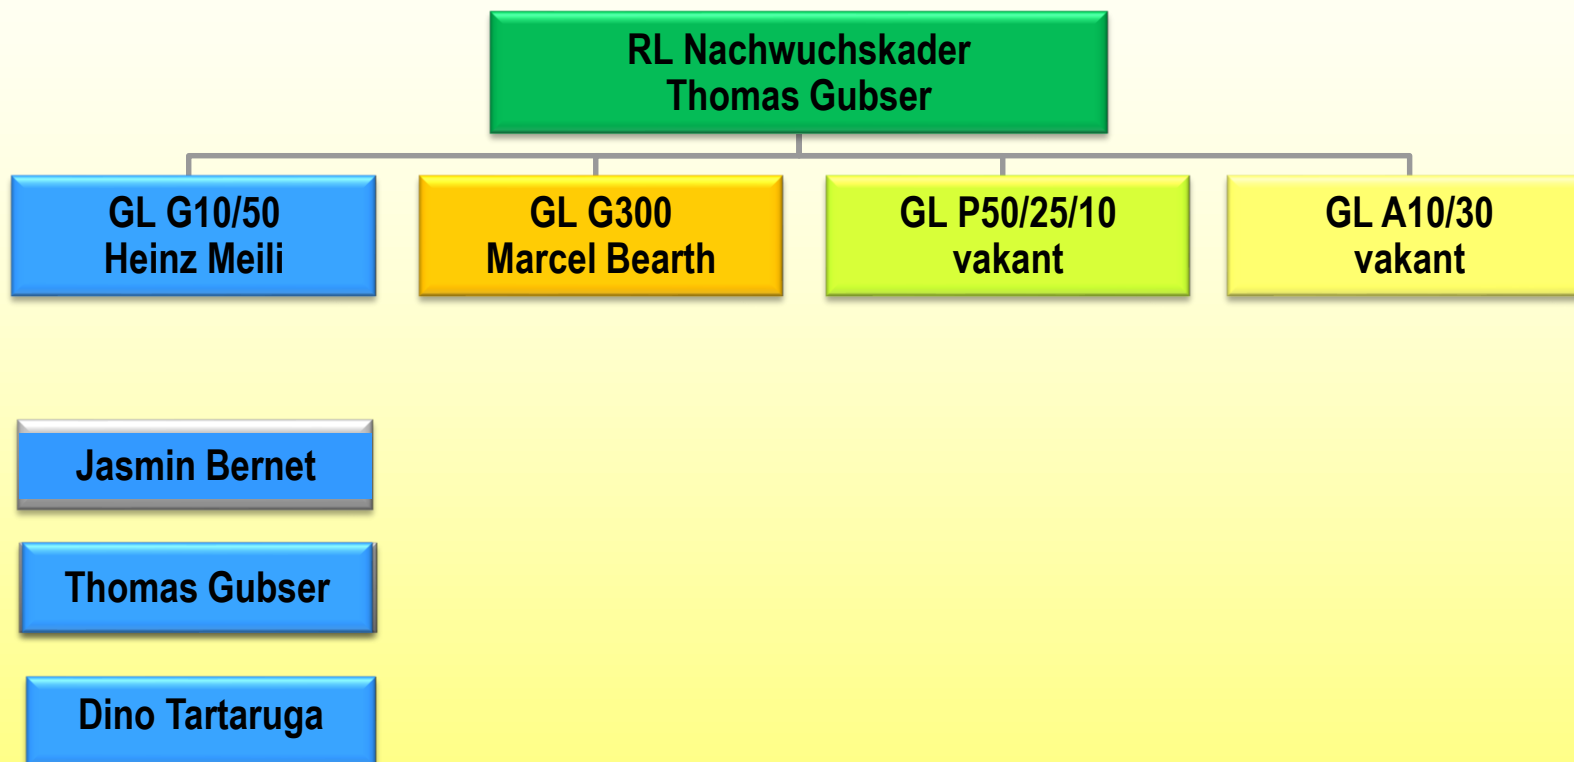 RL Nachwuchskader
Thomas Gubser
GL G10/50
Heinz Meili
GL G300
Marcel Bearth
GL P50/25/10
vakant
GL A10/30
vakant
Jasmin Bernet
Thomas Gubser
Dino Tartaruga